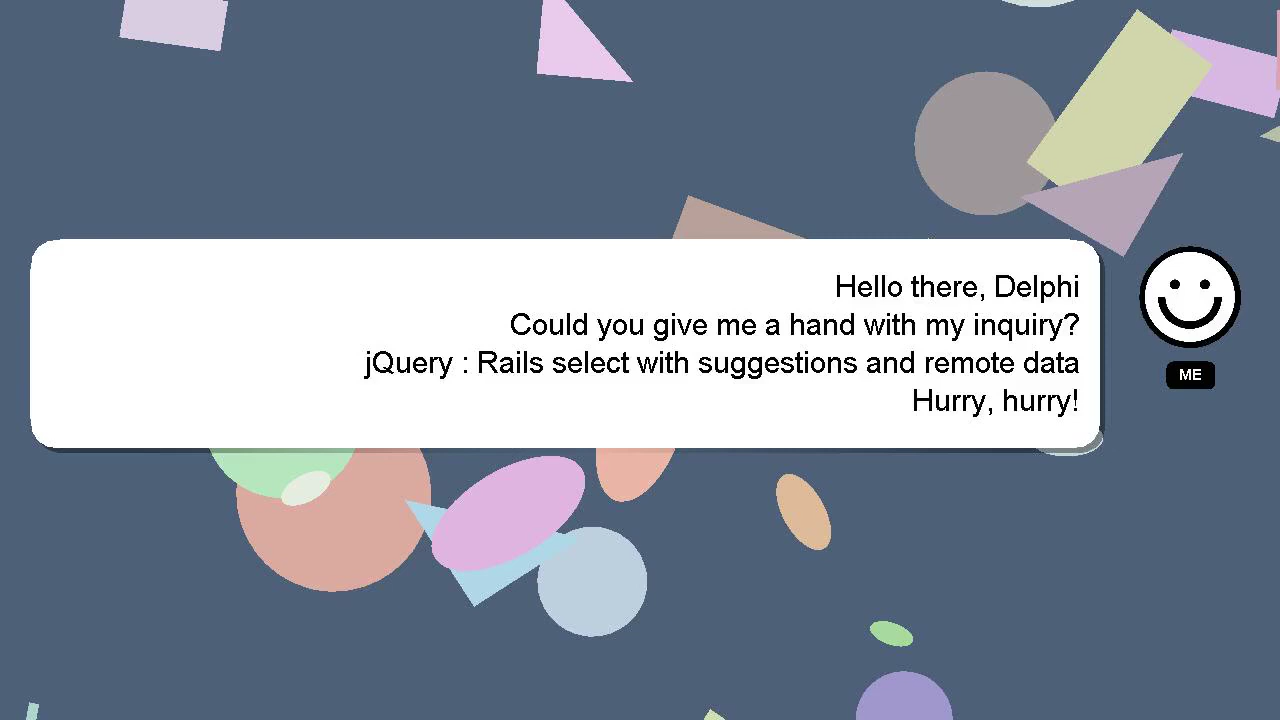 Hello there, Delphi
Could you give me a hand with my inquiry?
jQuery : Rails select with suggestions and remote data
Hurry, hurry!
ME